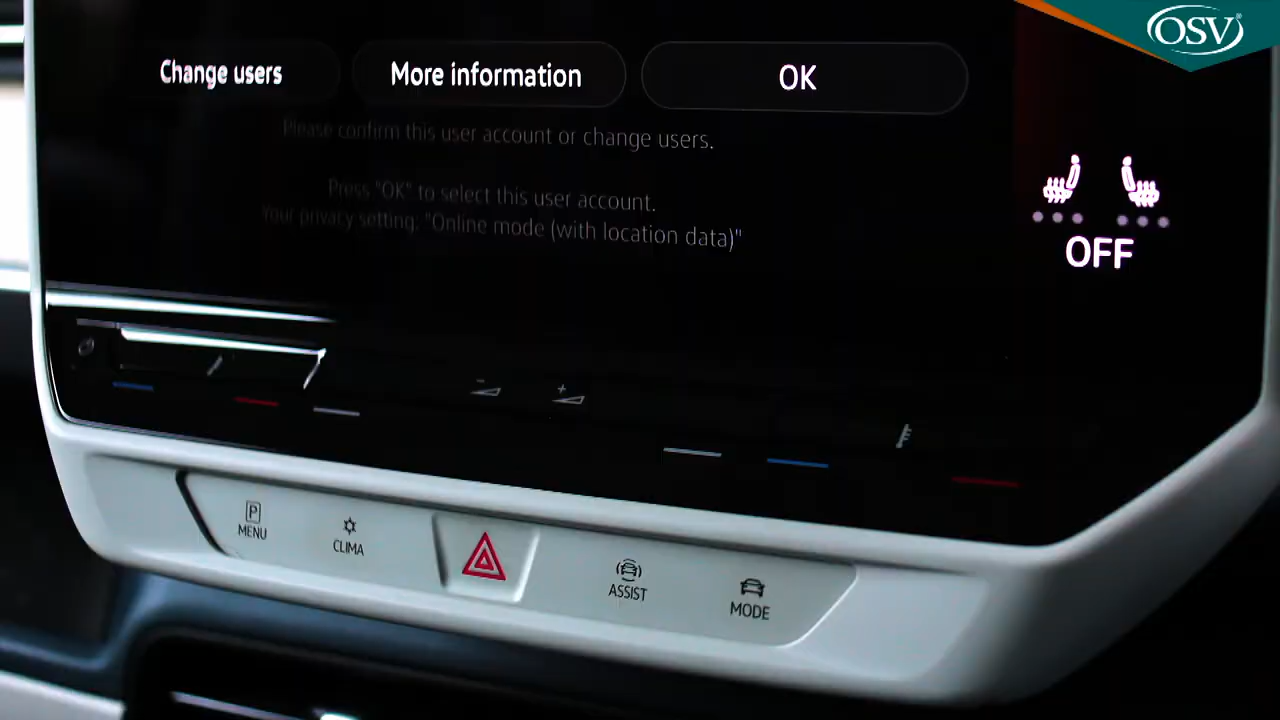 OSV
Change users
More information
OK
Please confirm this user account or change users.
Press "OK" to select this user account.
Your privacy setting: "Online mode (with location data)"
OFF
P
MENU
CLIMA
ASSIST
MODE